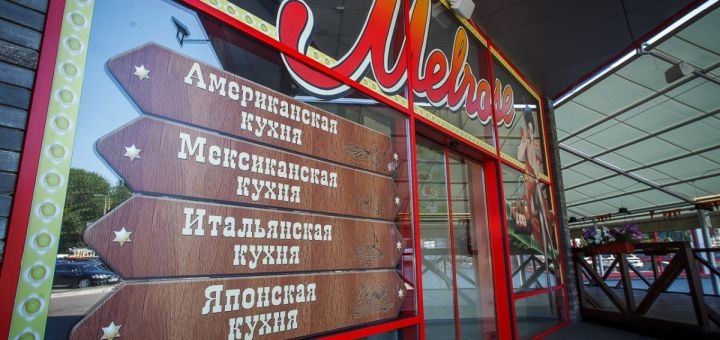 Melrose
Американская
кухня
Мексиканская
кухня
Итальянская
кухня
Японская
кухня